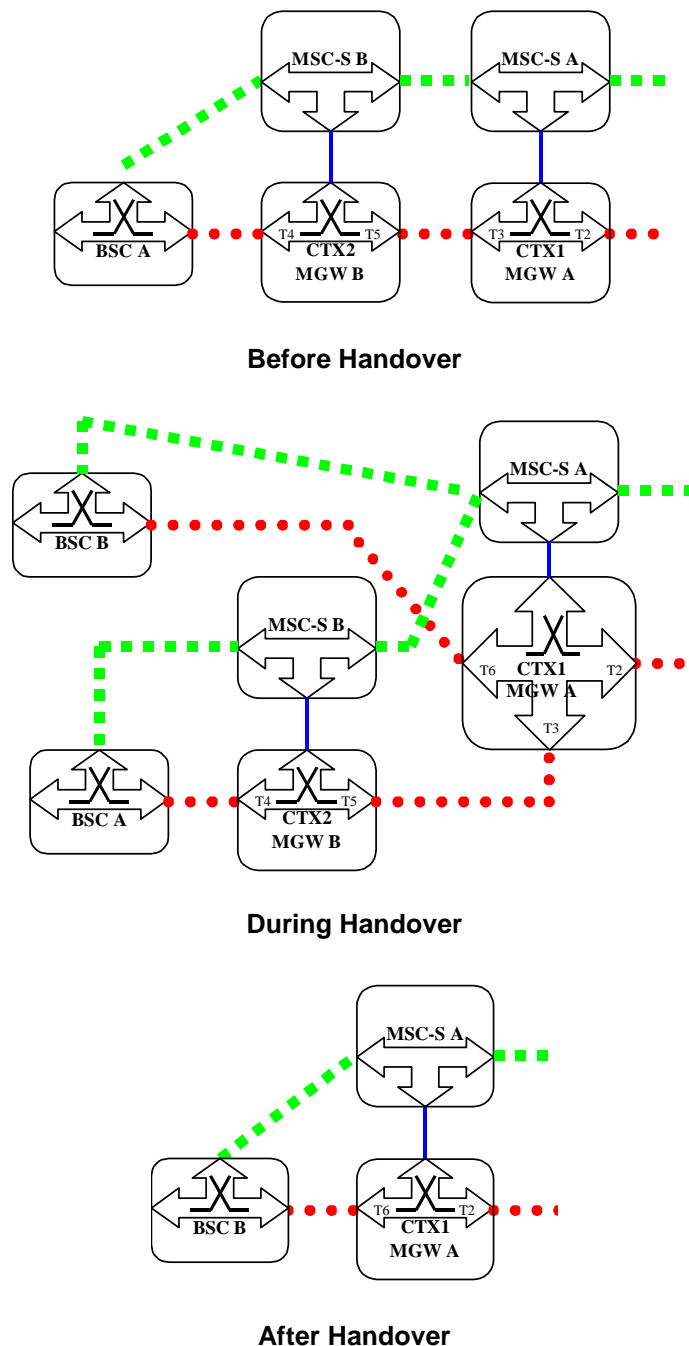 MSC-S B
MSC-S A
BSC A
T4
CTX2
T5
MGW B
T3
CTX1
T2
MGW A
Before Handover
MSC-S A
BSC B
MSC-S B
T6
CTX1
T2
MGW A
T3
BSC A
T4
CTX2
T5
MGW B
During Handover
MSC-S A
BSC B
T6
CTX1
T2
MGW A
After Handover